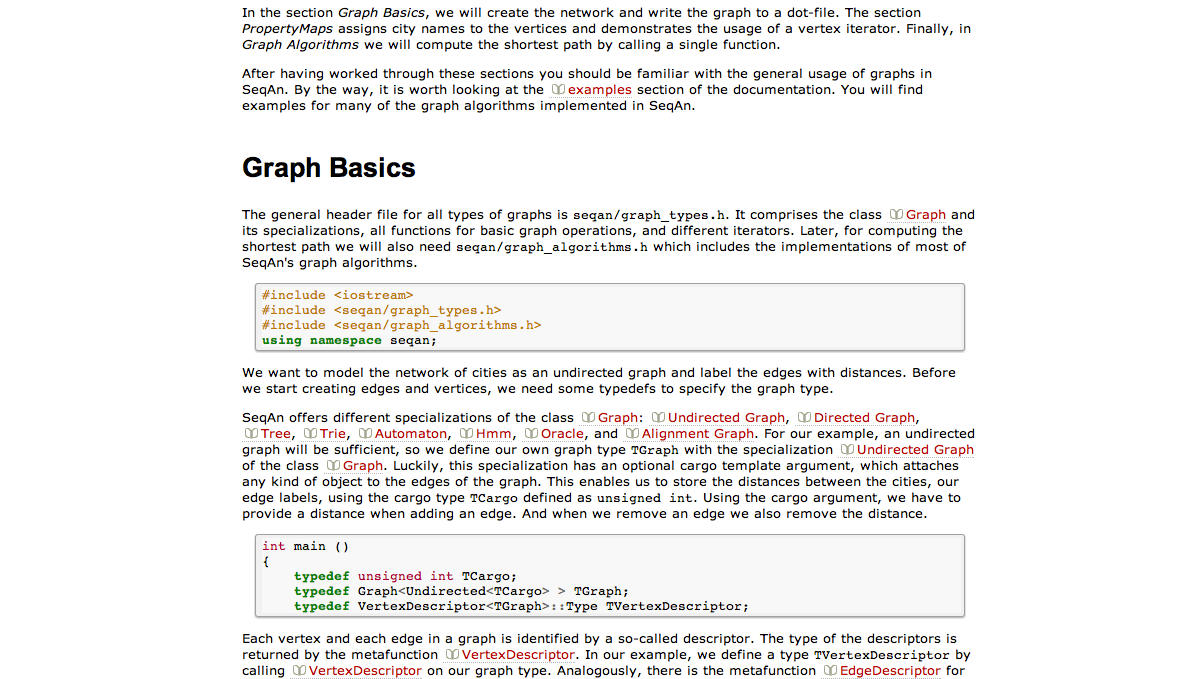 In the section Graph Basics, we will create the network and write the graph to a dot-file. The section
PropertyMaps assigns city names to the vertices and demonstrates the usage of a vertex iterator. Finally, in
Graph Algorithms we will compute the shortest path by calling a single function.
After having worked through these sections you should be familiar with the general usage of graphs in
SeqAn. By the way, it is worth looking at the examples section of the documentation. You will find
examples for many of the graph algorithms implemented in SeqAn.
Graph Basics
The general header file for all types of graphs is seqan/graph_types.h. It comprises the class Graph and
its specializations, all functions for basic graph operations, and different iterators. Later, for computing the
shortest path we will also need seqan/graph_algorithms.h which includes the implementations of most of
SeqAn's graph algorithms.
#include <iostream>
#include <seqan/graph_types.h>
#include <seqan/graph_algorithms.h>
using namespace seqan;
We want to model the network of cities as an undirected graph and label the edges with distances. Before
we start creating edges and vertices, we need some typedefs to specify the graph type.
SeqAn offers different specializations of the class Graph: Undirected Graph, Directed Graph,
Tree, Trie, Automaton, Hmm, Oracle, and Alignment Graph. For our example, an undirected
graph will be sufficient, so we define our own graph type TGraph with the specialization Undirected Graph
of the class Graph. Luckily, this specialization has an optional cargo template argument, which attaches
any kind of object to the edges of the graph. This enables us to store the distances between the cities, our
edge labels, using the cargo type TCargo defined as unsigned int. Using the cargo argument, we have to
provide a distance when adding an edge. And when we remove an edge we also remove the distance.
int main ()
{
    typedef unsigned int TCargo;
    typedef Graph<Undirected<TCargo> > TGraph;
    typedef VertexDescriptor<TGraph>::Type TVertexDescriptor;
Each vertex and each edge in a graph is identified by a so-called descriptor. The type of the descriptors is
returned by the metafunction VertexDescriptor. In our example, we define a type TVertexDescriptor by
calling VertexDescriptor on our graph type. Analogously, there is the metafunction EdgeDescriptor for